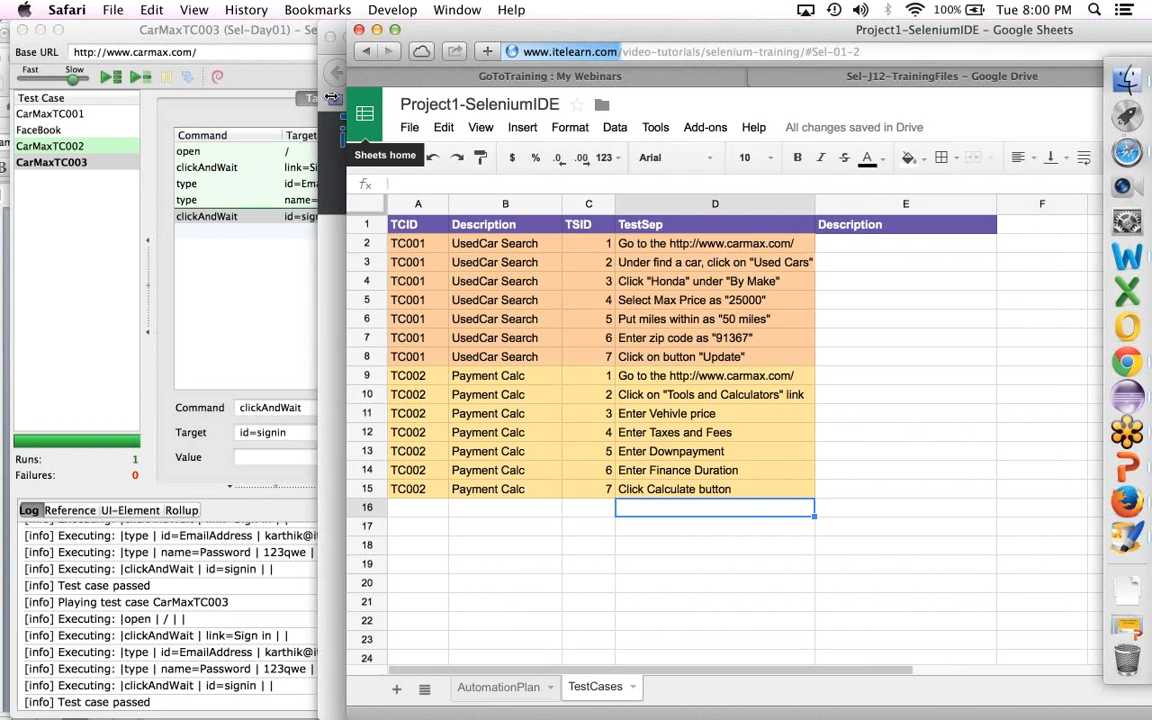 Safari File Edit View History Bookmarks Develop Window Help 100% Tue 8:00 PM
CarMaxTC003 (Sel-Day01) - Se
Base URL http://www.carmax.com/
Fast Slow
Test Case
CarMaxTC001
FaceBook
CarMaxTC002
CarMaxTC003
Runs: 1
Failures: 0
Ta
Command Target
open /
clickAndWait link=Si
type id=Ema
type name=
clickAndWait id=sig
Command clickAndWait
Target id=signin
Value
Log Reference UI-Element Rollup
[info] Executing: |type | id=EmailAddress | karthik@it
[info] Executing: |type | name=Password | 123qwe |
[info] Executing: |clickAndWait | id=signin | |
[info] Test case passed
[info] Playing test case CarMaxTC003
[info] Executing: |open | / | |
[info] Executing: |clickAndWait | link=Sign in | |
[info] Executing: |type | id=EmailAddress | karthik@it
[info] Executing: |type | name=Password | 123qwe |
[info] Executing: |clickAndWait | id=signin | |
[info] Test case passed
Project1-SeleniumIDE - Google Sheets
www.itelearn.com/video-tutorials/selenium-training/#Sel-01-2
GoToTraining : My Webinars Sel-J12-TrainingFiles - Google Drive
Project1-SeleniumIDE
File Edit View Insert Format Data Tools Add-ons Help All changes saved in Drive
Sheets home
$ % .0 .00 123 Arial 10 B I S A
fx
A B C D E F
1 TCID Description TSID TestSep Description
2 TC001 UsedCar Search 1 Go to the http://www.carmax.com/
3 TC001 UsedCar Search 2 Under find a car, click on "Used Cars"
4 TC001 UsedCar Search 3 Click "Honda" under "By Make"
5 TC001 UsedCar Search 4 Select Max Price as "25000"
6 TC001 UsedCar Search 5 Put miles within as "50 miles"
7 TC001 UsedCar Search 6 Enter zip code as "91367"
8 TC001 UsedCar Search 7 Click on button "Update"
9 TC002 Payment Calc 1 Go to the http://www.carmax.com/
10 TC002 Payment Calc 2 Click on "Tools and Calculators" link
11 TC002 Payment Calc 3 Enter Vehivle price
12 TC002 Payment Calc 4 Enter Taxes and Fees
13 TC002 Payment Calc 5 Enter Downpayment
14 TC002 Payment Calc 6 Enter Finance Duration
15 TC002 Payment Calc 7 Click Calculate button
16
17
18
19
20
21
22
23
24
AutomationPlan TestCases